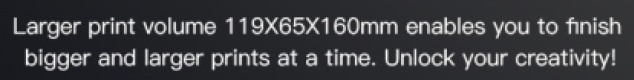 Larger print volume 119X65X160mm enables you to finish
bigger and larger prints at a time. Unlock your creativity!